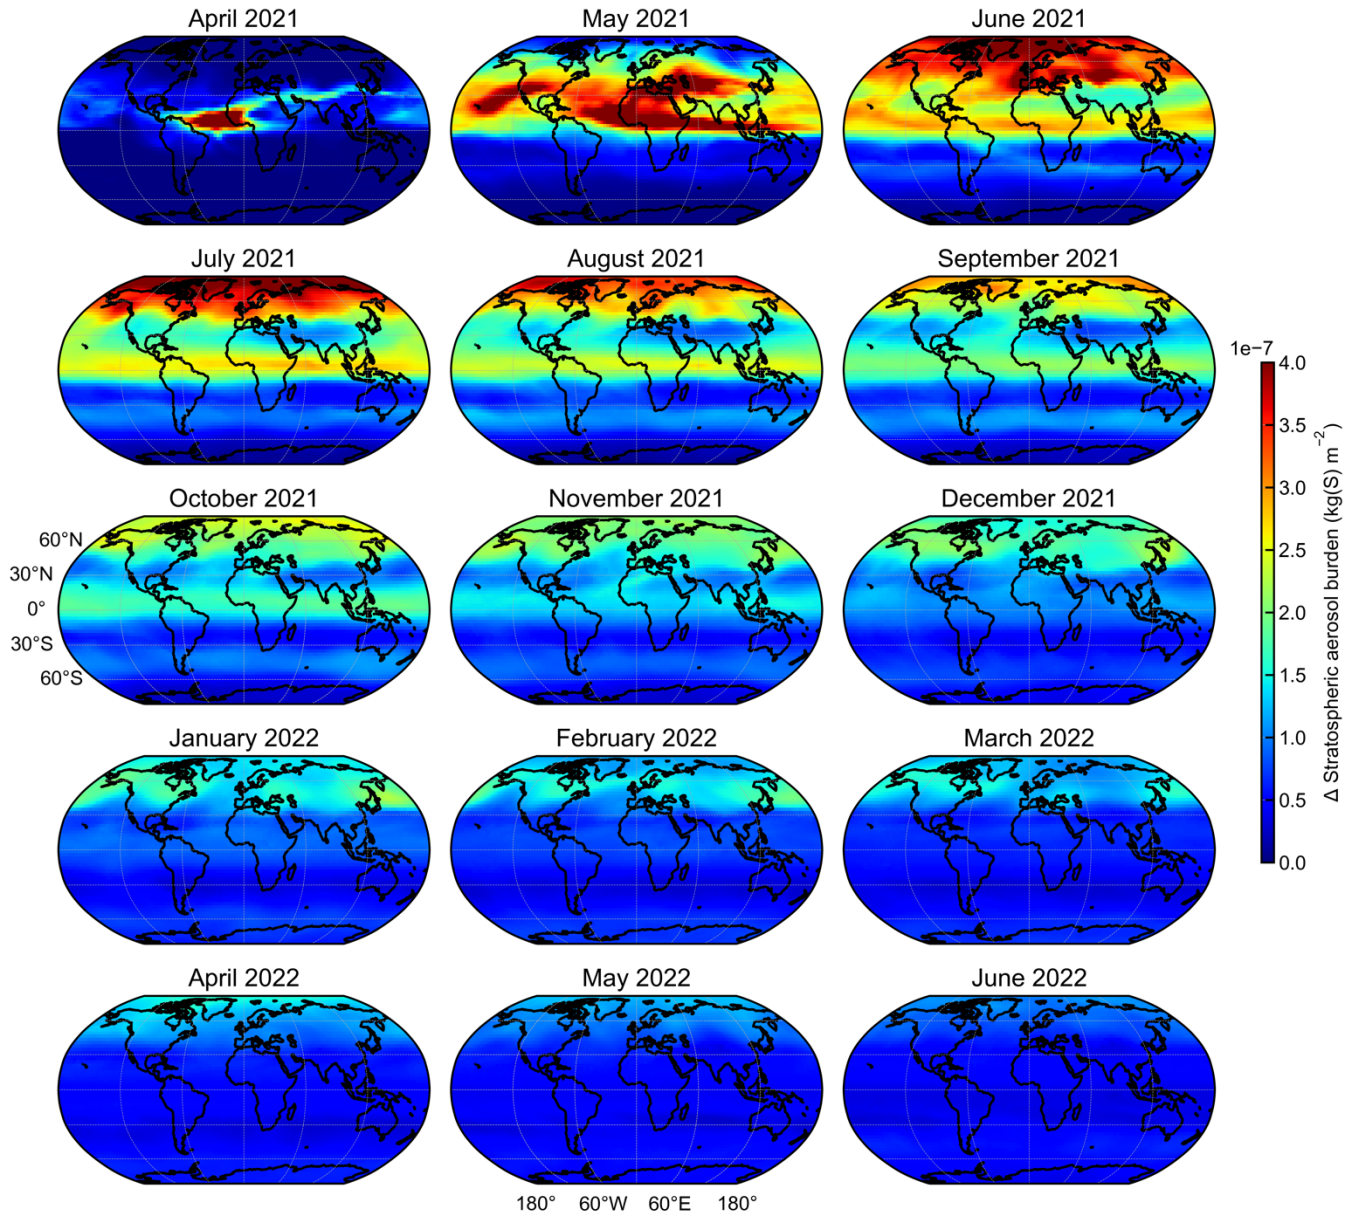 April 2021
May 2021
June 2021
July 2021
August 2021
September 2021
1e−7
4.0
3.5
3.0
2.5
2.0
1.5
1.0
0.5
0.0
Δ Stratospheric aerosol burden (kg(S) m⁻²)
October 2021
November 2021
December 2021
60°N
30°N
0°
30°S
60°S
January 2022
February 2022
March 2022
April 2022
May 2022
June 2022
180° 60°W 60°E 180°